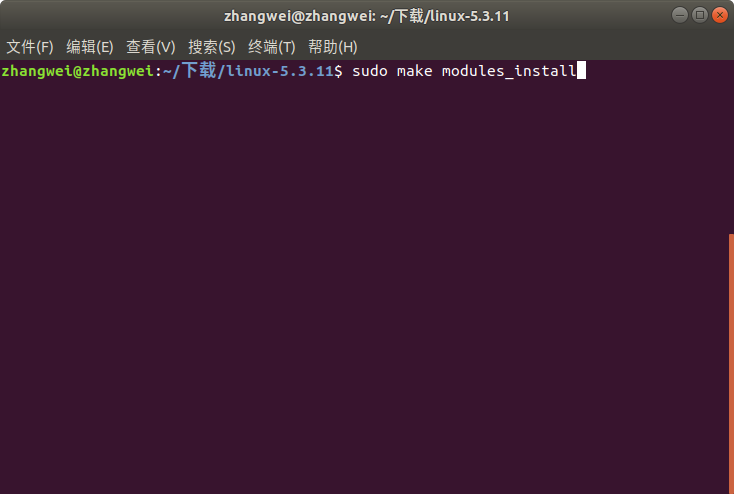 zhangwei@zhangwei: ~/下载/linux-5.3.11
文件(F) 编辑(E) 查看(V) 搜索(S) 终端(T) 帮助(H)
zhangwei@zhangwei:~/下载/linux-5.3.11$ sudo make modules_install